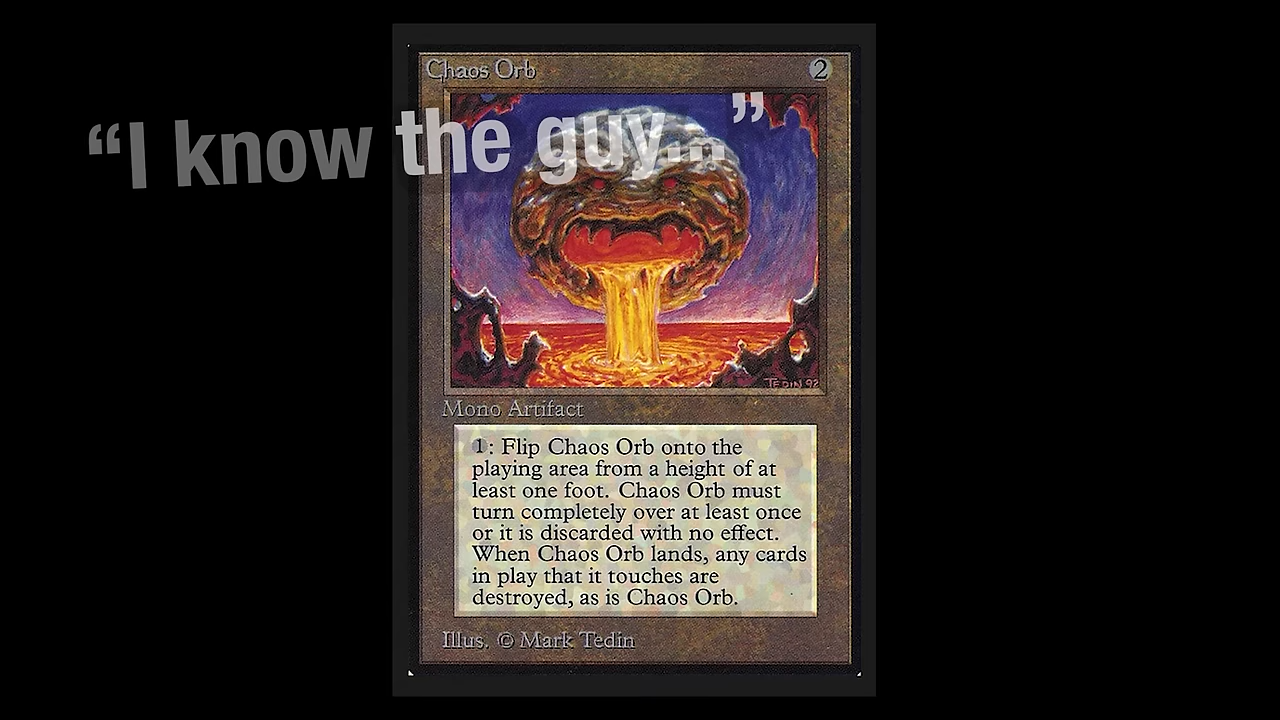 Chaos Orb 2
“I know the guy...”
TEDIN 92
Mono Artifact
1: Flip Chaos Orb onto the
playing area from a height of at
least one foot. Chaos Orb must
turn completely over at least once
or it is discarded with no effect.
When Chaos Orb lands, any cards
in play that it touches are
destroyed, as is Chaos Orb.
Illus. © Mark Tedin